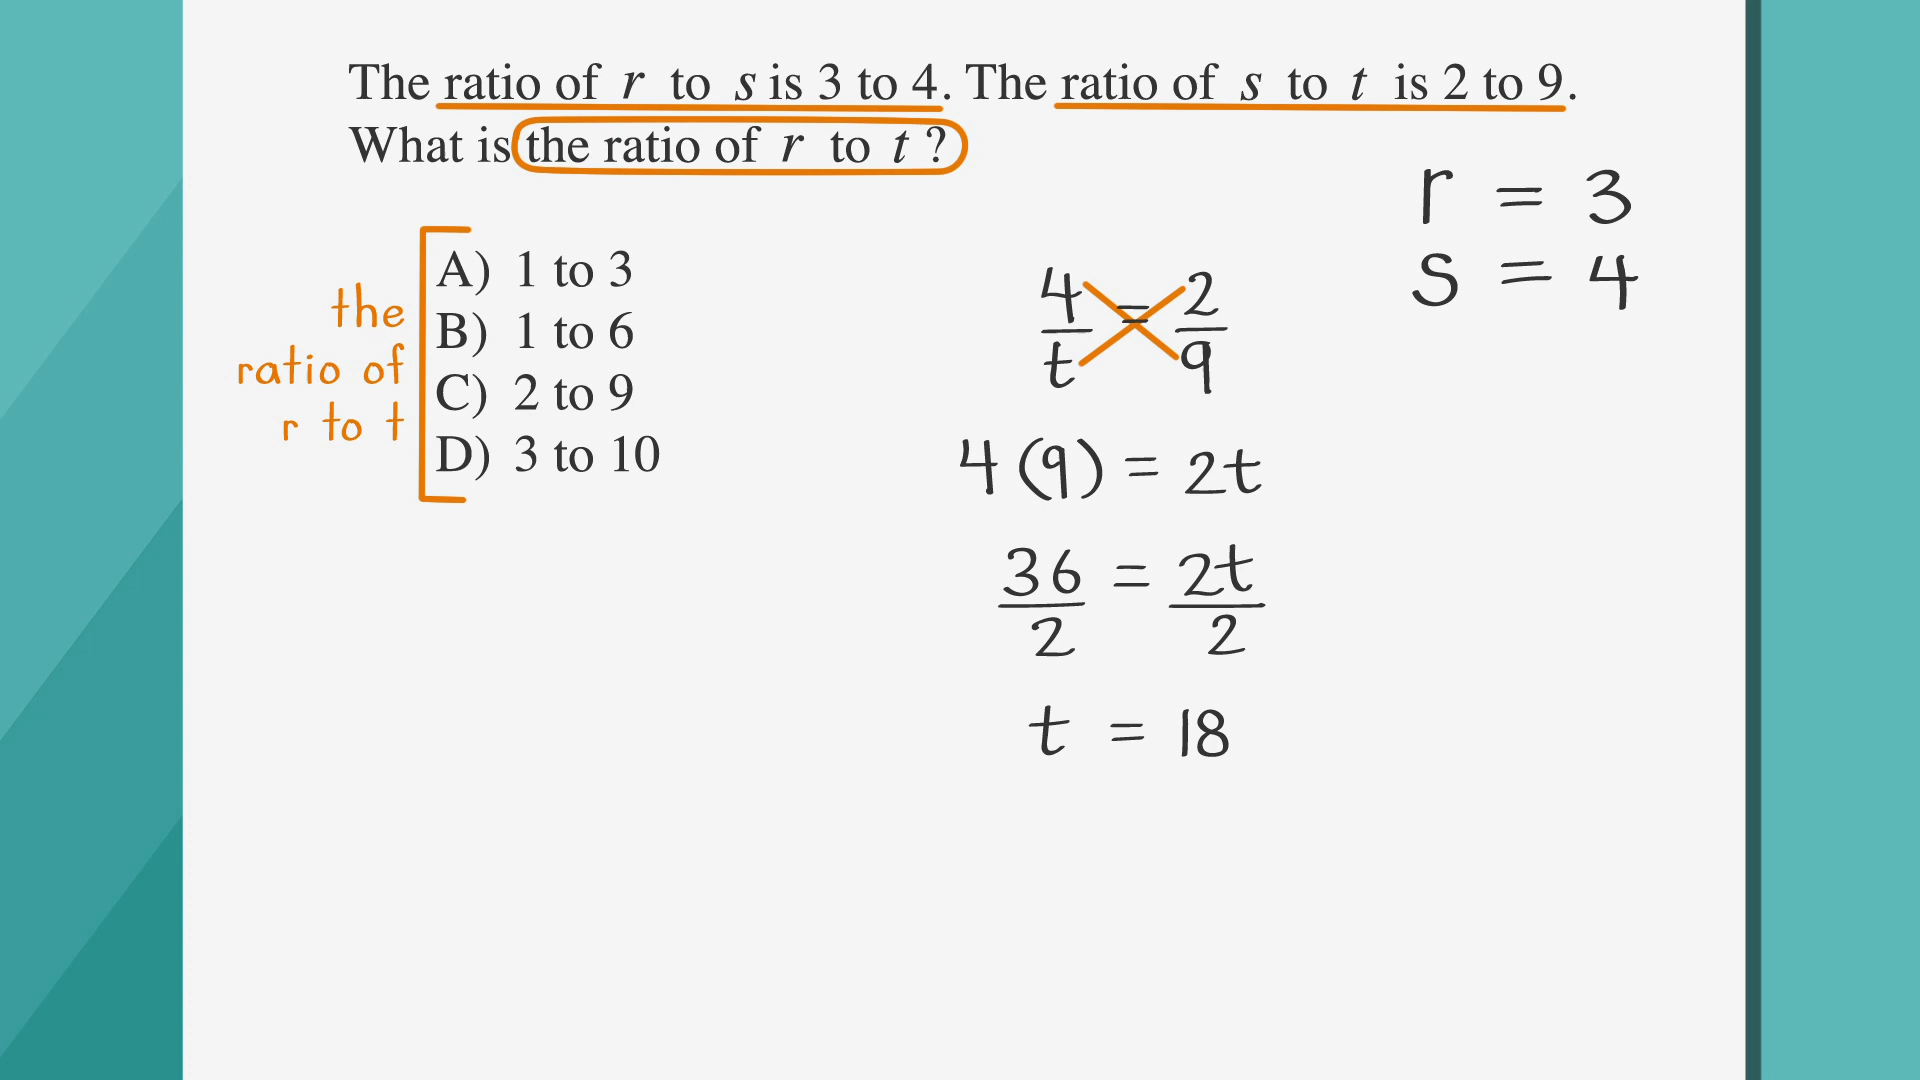 The ratio of r to s is 3 to 4. The ratio of s to t is 2 to 9.
What is the ratio of r to t ?
the
ratio of
r to t
A) 1 to 3
B) 1 to 6
C) 2 to 9
D) 3 to 10
4/t = 2/9
4(9) = 2t
36/2 = 2t/2
t = 18
r = 3
s = 4